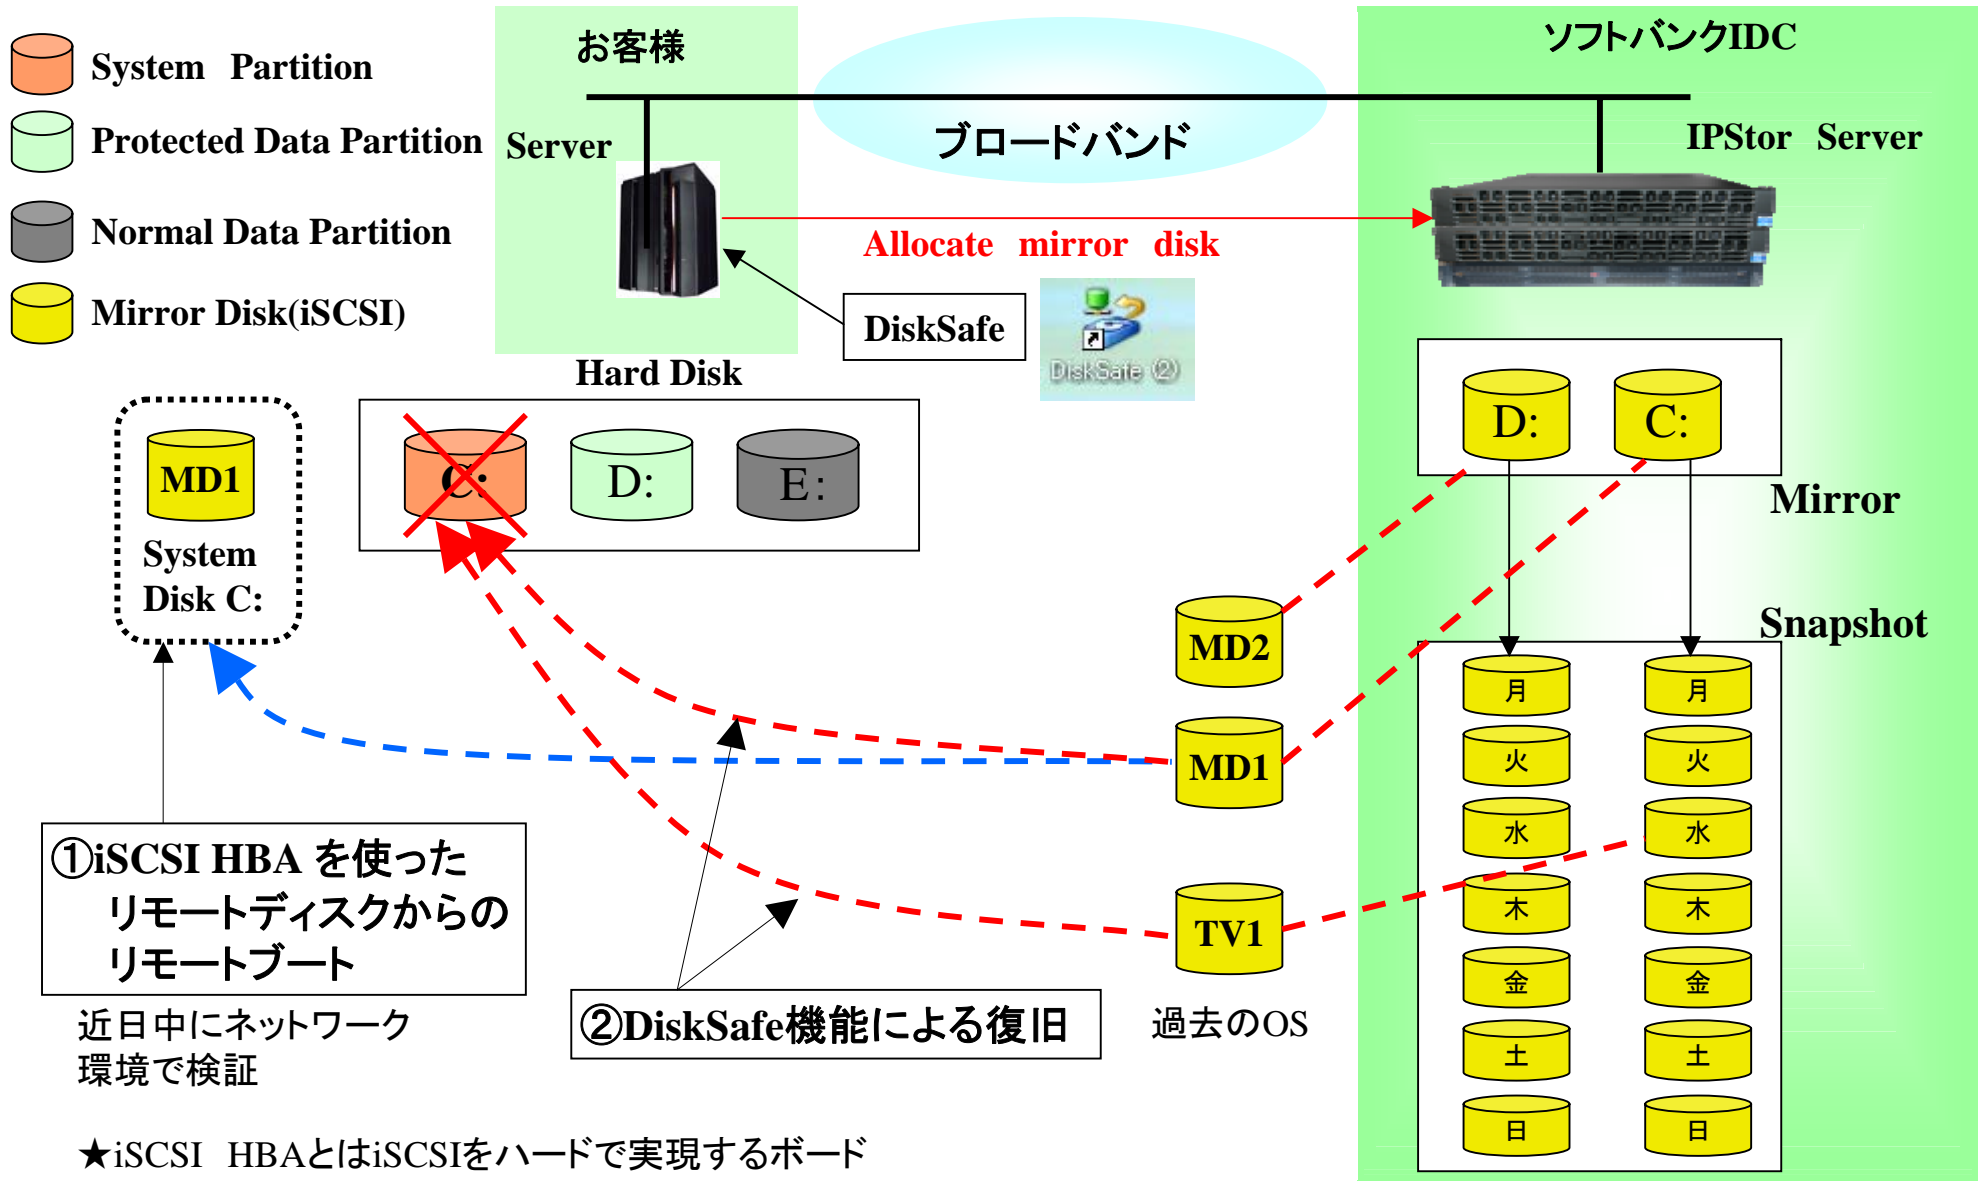 System Partition
Protected Data Partition
Normal Data Partition
Mirror Disk(iSCSI)
お客様
ソフトバンクIDC
Server
ブロードバンド
IPStor Server
Allocate mirror disk
DiskSafe
DiskSafe (2)
Hard Disk
C:
D:
E:
MD1
System
Disk C:
D:
C:
Mirror
Snapshot
MD2
MD1
TV1
過去のOS
月
月
火
火
水
水
木
木
金
金
土
土
日
日
①iSCSI HBA を使った
リモートディスクからの
リモートブート
近日中にネットワーク
環境で検証
②DiskSafe機能による復旧
★iSCSI HBAとはiSCSIをハードで実現するボード